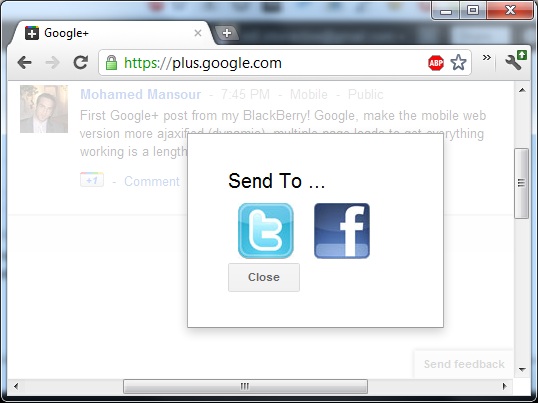 Google+
https://plus.google.com
ABP
Mohamed Mansour - 7:45 PM - Mobile - Public
First Google+ post from my BlackBerry! Google, make the mobile web
version more ajaxified (dynamic), multiple page loads to get everything
working is a length
+1 - Comment
Send To ...
Close
Send feedback